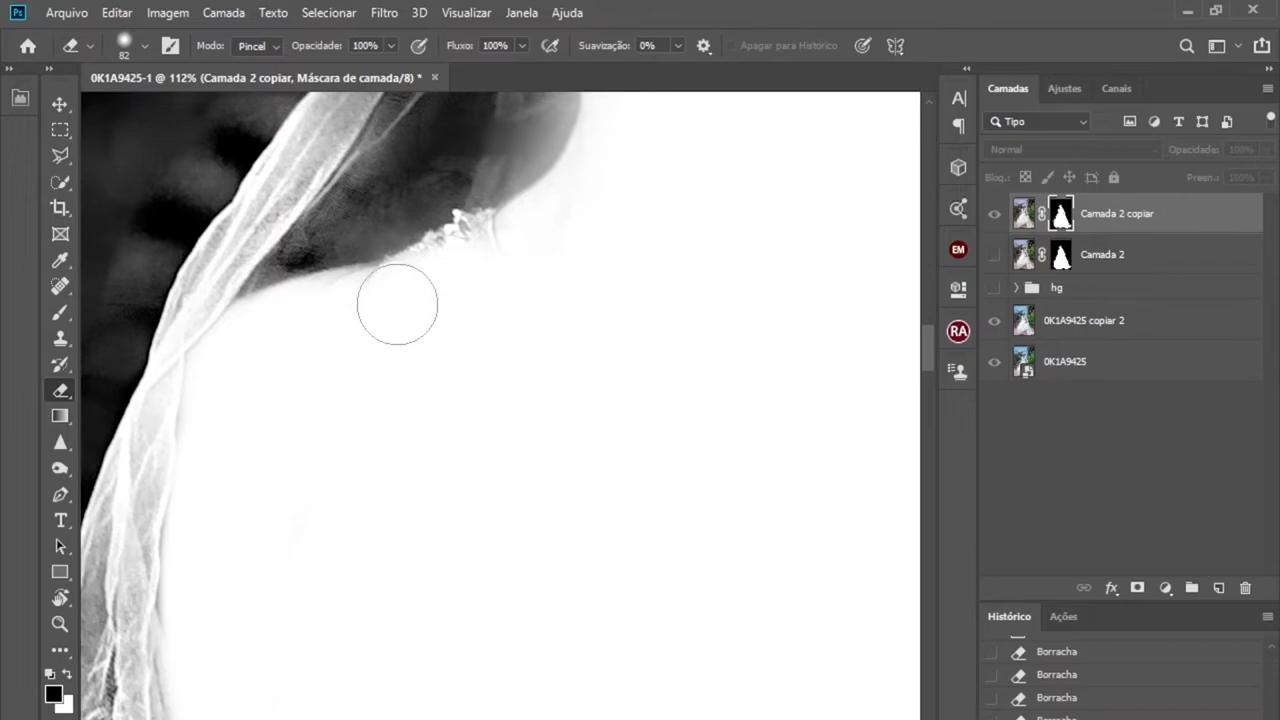 Ps Arquivo Editar Imagem Camada Texto Selecionar Filtro 3D Visualizar Janela Ajuda
82 Modo: Pincel Opacidade: 100% Fluxo: 100% Suavização: 0% Apagar para Histórico
0K1A9425-1 @ 112% (Camada 2 copiar, Máscara de camada/8) *
Camadas Ajustes Canais
Tipo
Normal Opacidade: 100%
Bloq.: Preen.: 100%
Camada 2 copiar
Camada 2
EM
hg
0K1A9425 copiar 2
RA
0K1A9425
fx
Histórico Ações
Borracha
Borracha
Borracha